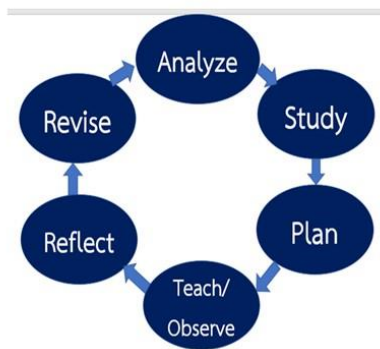 Analyze
Study
Plan
Teach/
Observe
Reflect
Revise